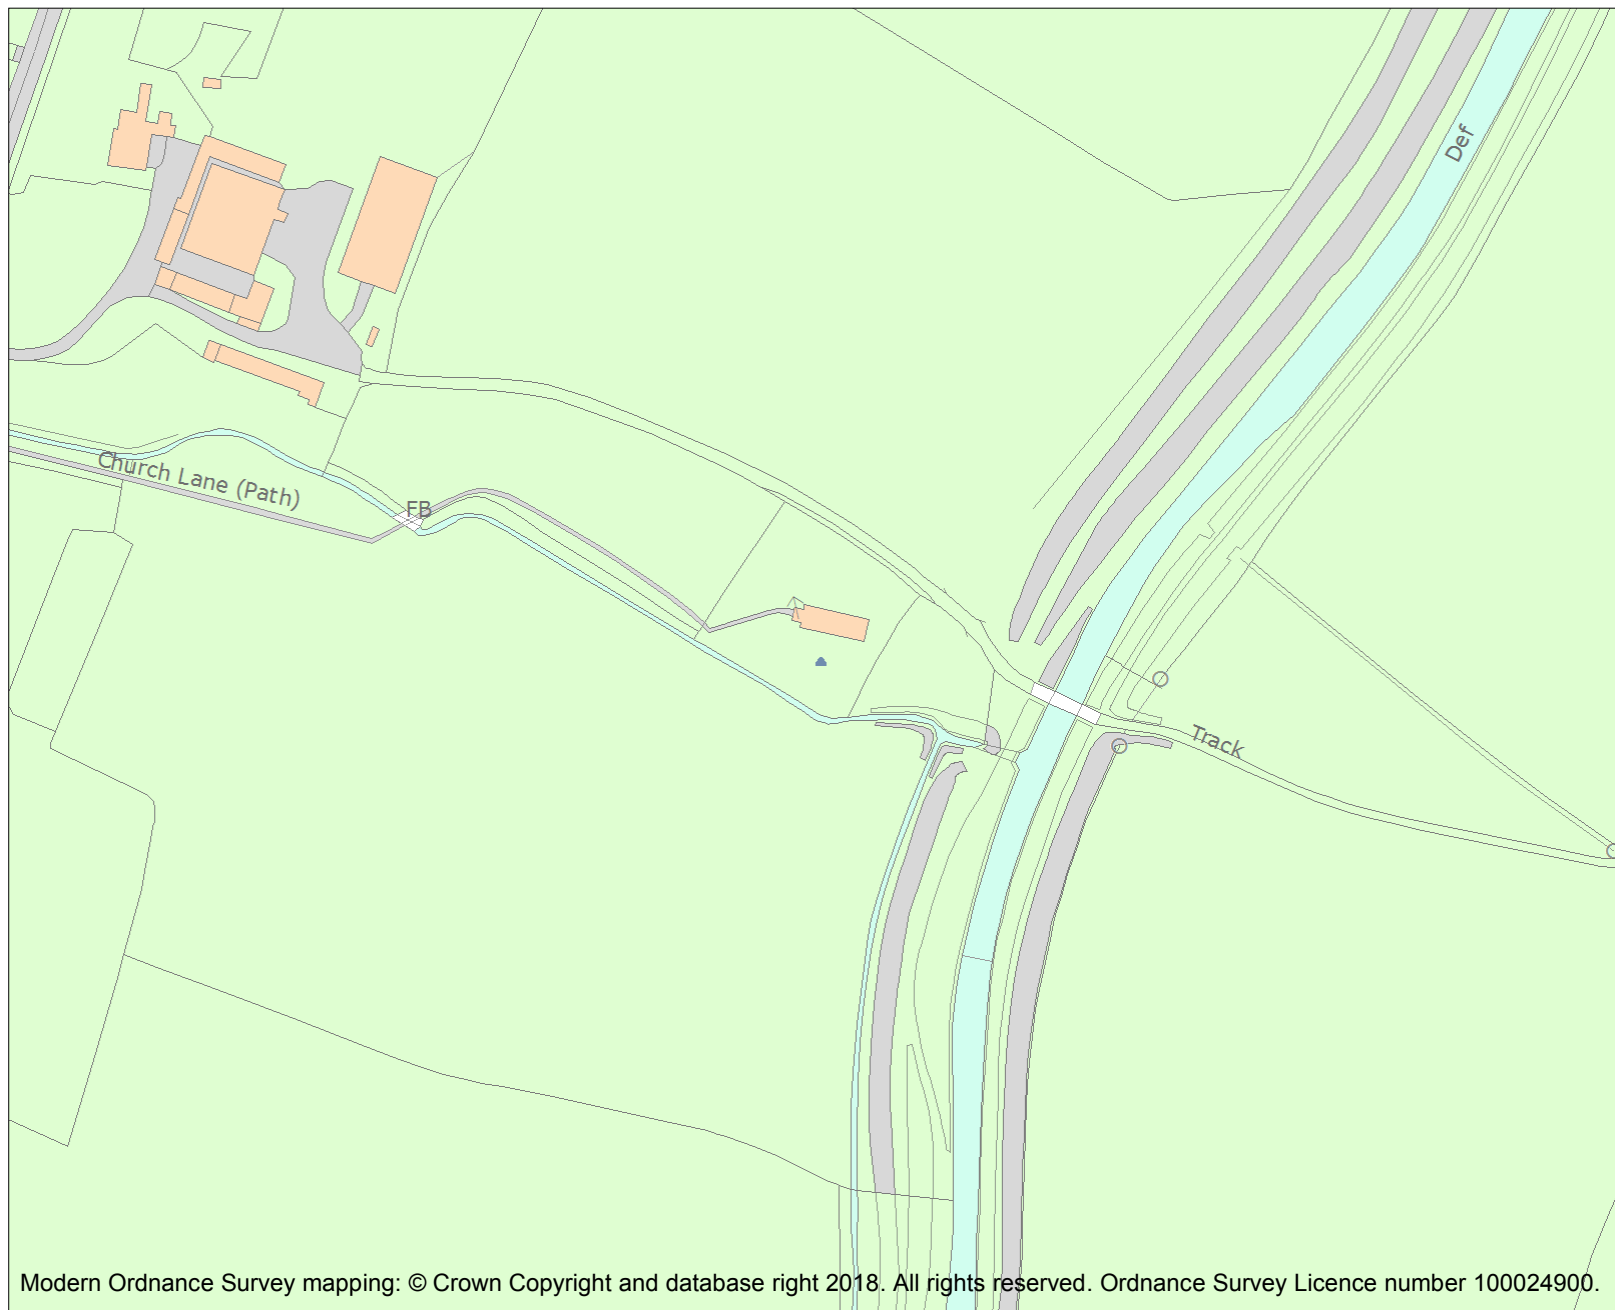 Def
Church Lane (Path)
FB
Track
Modern Ordnance Survey mapping: © Crown Copyright and database right 2018. All rights reserved. Ordnance Survey Licence number 100024900.